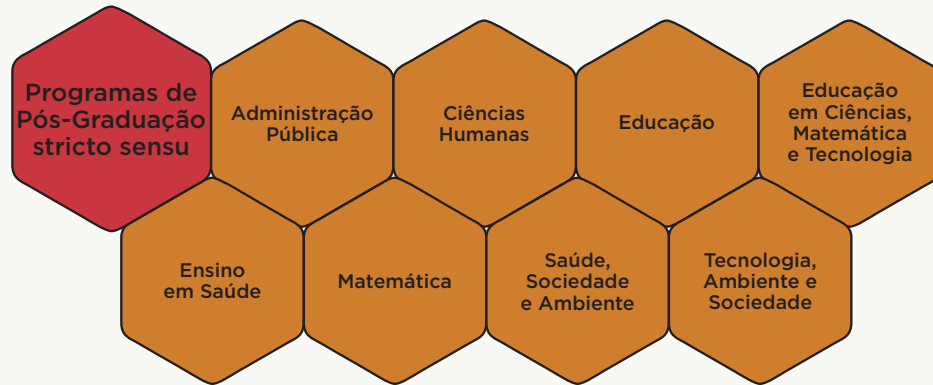 Programas de
Pós-Graduação
stricto sensu
Administração
Pública
Ciências
Humanas
Educação
Educação
em Ciências,
Matemática
e Tecnologia
Ensino
em Saúde
Matemática
Saúde,
Sociedade
e Ambiente
Tecnologia,
Ambiente e
Sociedade